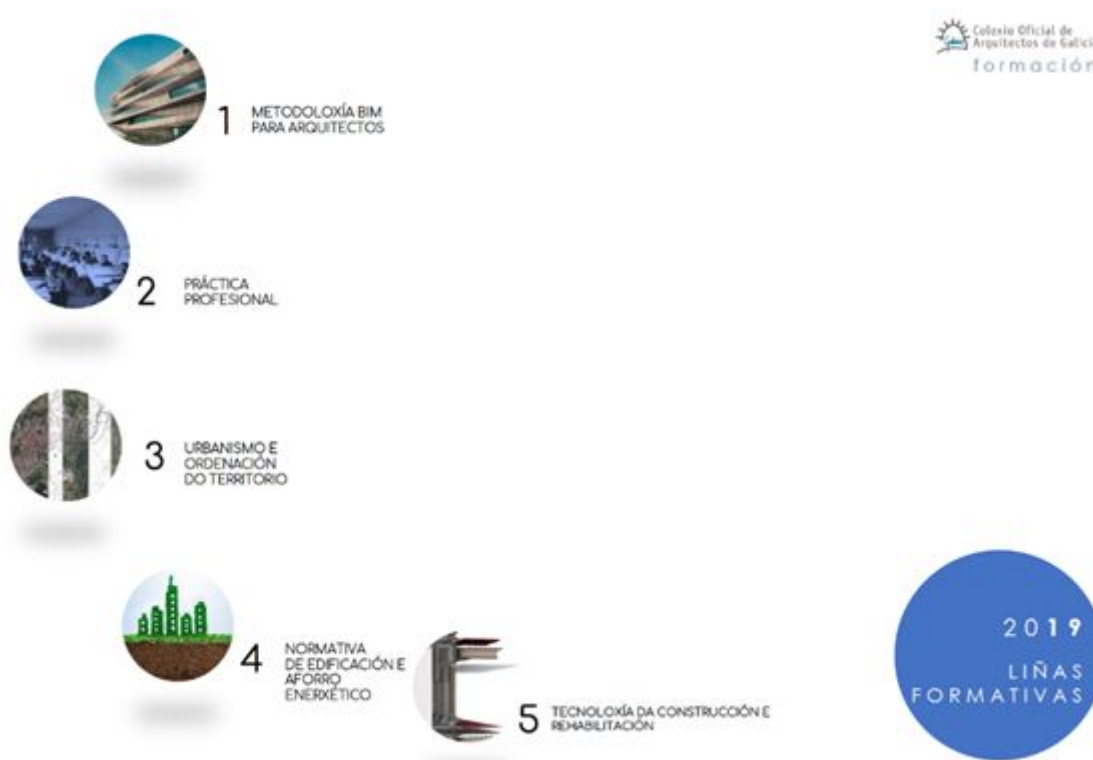 Colexio Oficial de
Arquitectos de Galicia
formación
1
METODOLOXÍA BIM
PARA ARQUITECTOS
2
PRÁCTICA
PROFESIONAL
3
URBANISMO E
ORDENACIÓN
DO TERRITORIO
4
NORMATIVA
DE EDIFICACIÓN E
AFORRO
ENERXÉTICO
5
TECNOLOXÍA DA CONSTRUCCIÓN E
REHABILITACIÓN
2019
LIÑAS
FORMATIVAS